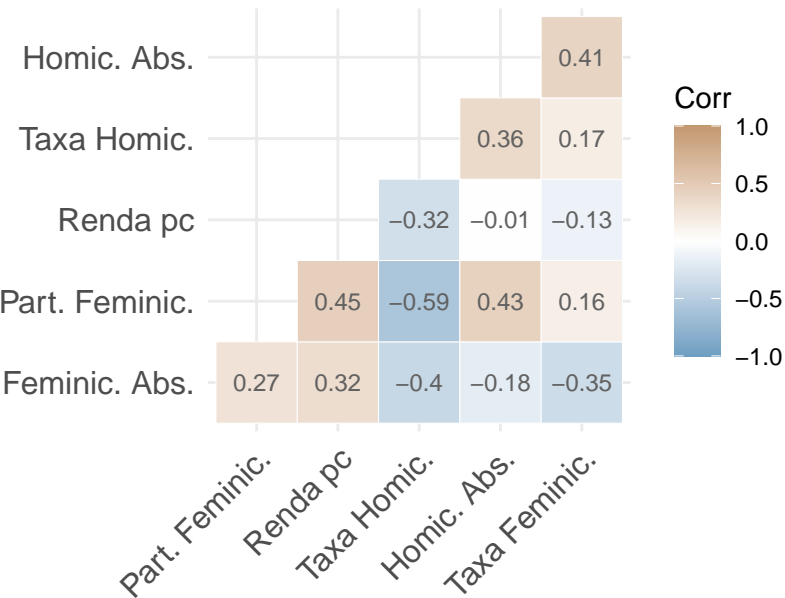 Homic. Abs.
0.41
Corr
1.0
Taxa Homic.
0.36
0.17
0.5
Renda pc
−0.32
−0.01
−0.13
0.0
Part. Feminic.
0.45
−0.59
0.43
0.16
−0.5
Feminic. Abs.
0.27
0.32
−0.4
−0.18
−0.35
−1.0
Part. Feminic.
Renda pc
Taxa Homic.
Homic. Abs.
Taxa Feminic.